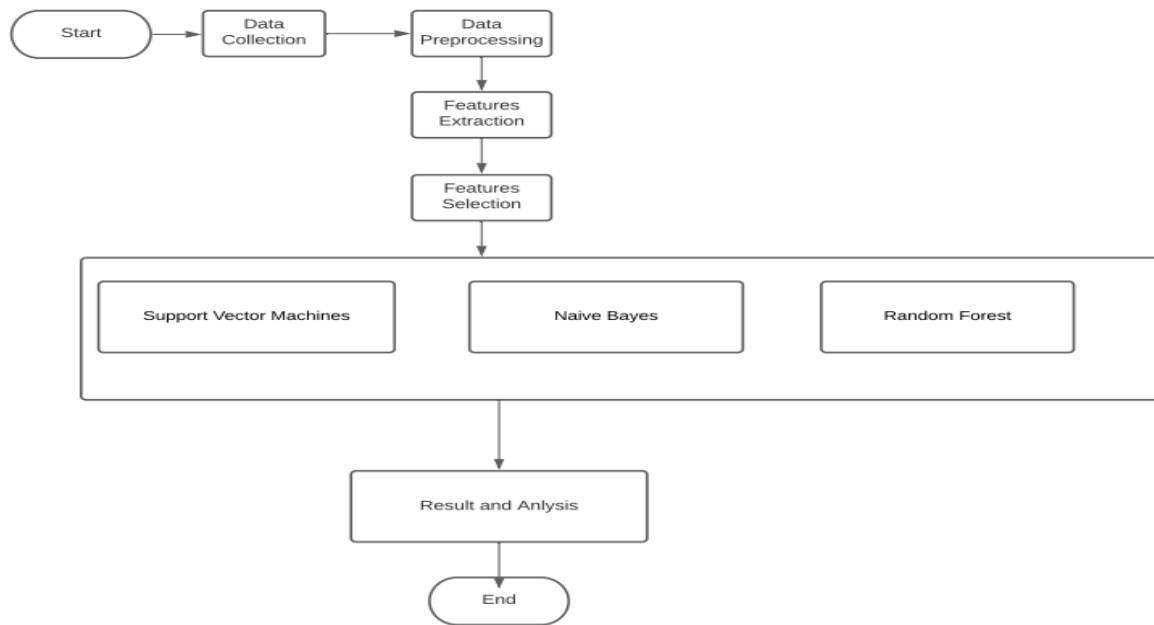 Start
Data
Collection
Data
Preprocessing
Features
Extraction
Features
Selection
Support Vector Machines
Naive Bayes
Random Forest
Result and Anlysis
End